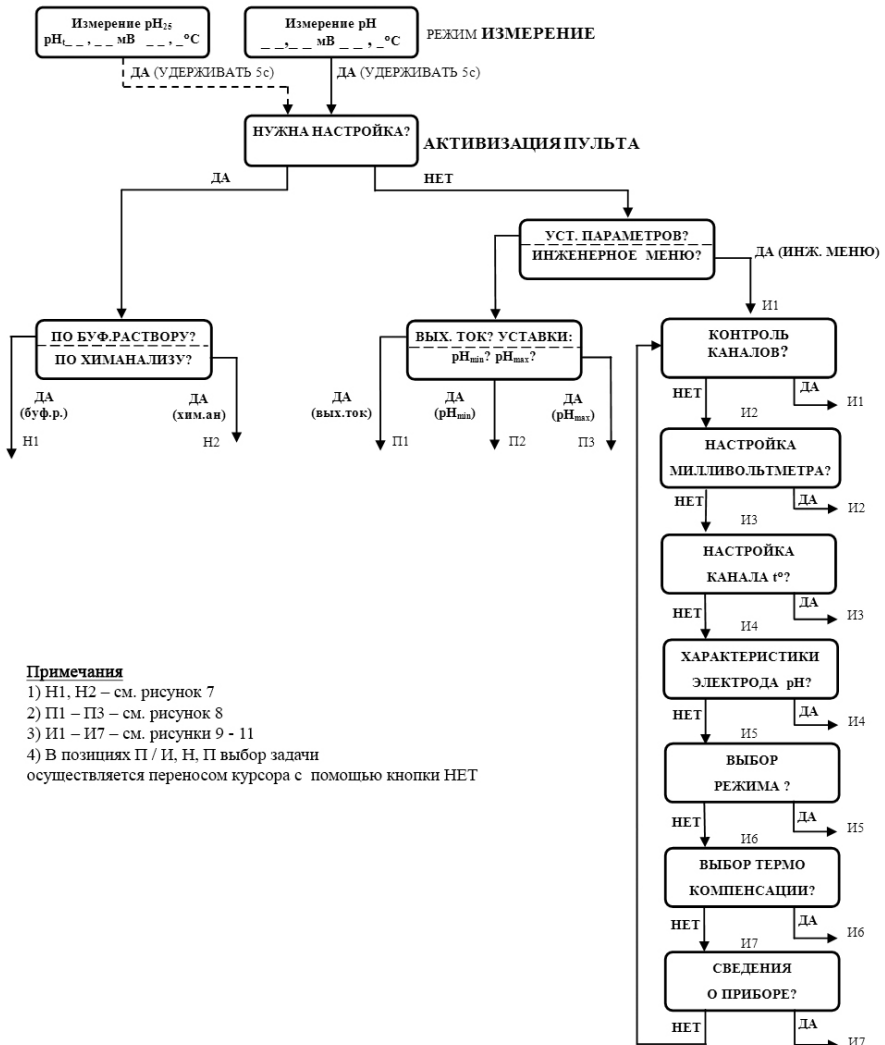 Измерение pH25
pHt_ _ , _ _ мВ _ _ , _°C
Измерение pH
_ _,_ _ мВ _ _ , _°C
РЕЖИМ ИЗМЕРЕНИЕ
ДА (УДЕРЖИВАТЬ 5с)
ДА (УДЕРЖИВАТЬ 5с)
НУЖНА НАСТРОЙКА?
АКТИВИЗАЦИЯ ПУЛЬТА
ДА
НЕТ
УСТ. ПАРАМЕТРОВ?
ИНЖЕНЕРНОЕ МЕНЮ?
ДА (ИНЖ. МЕНЮ)
И1
ПО БУФ.РАСТВОРУ?
ПО ХИМАНАЛИЗУ?
ДА
(буф.р.)
Н1
ДА
(хим.ан)
Н2
ВЫХ. ТОК? УСТАВКИ:
pHmin? pHmax?
ДА
(вых.ток)
П1
ДА
(pHmin)
П2
ДА
(pHmax)
П3
КОНТРОЛЬ
КАНАЛОВ?
НЕТ
ДА
И1
И2
НАСТРОЙКА
МИЛЛИВОЛЬТМЕТРА?
НЕТ
ДА
И2
И3
НАСТРОЙКА
КАНАЛА t°?
НЕТ
ДА
И3
И4
ХАРАКТЕРИСТИКИ
ЭЛЕКТРОДА pH?
НЕТ
ДА
И4
И5
ВЫБОР
РЕЖИМА ?
НЕТ
ДА
И5
И6
ВЫБОР ТЕРМО
КОМПЕНСАЦИИ?
НЕТ
ДА
И6
И7
СВЕДЕНИЯ
О ПРИБОРЕ?
НЕТ
ДА
И7
Примечания
1) Н1, Н2 – см. рисунок 7
2) П1 – П3 – см. рисунок 8
3) И1 – И7 – см. рисунки 9 - 11
4) В позициях П / И, Н, П выбор задачи
осуществляется переносом курсора с помощью кнопки НЕТ